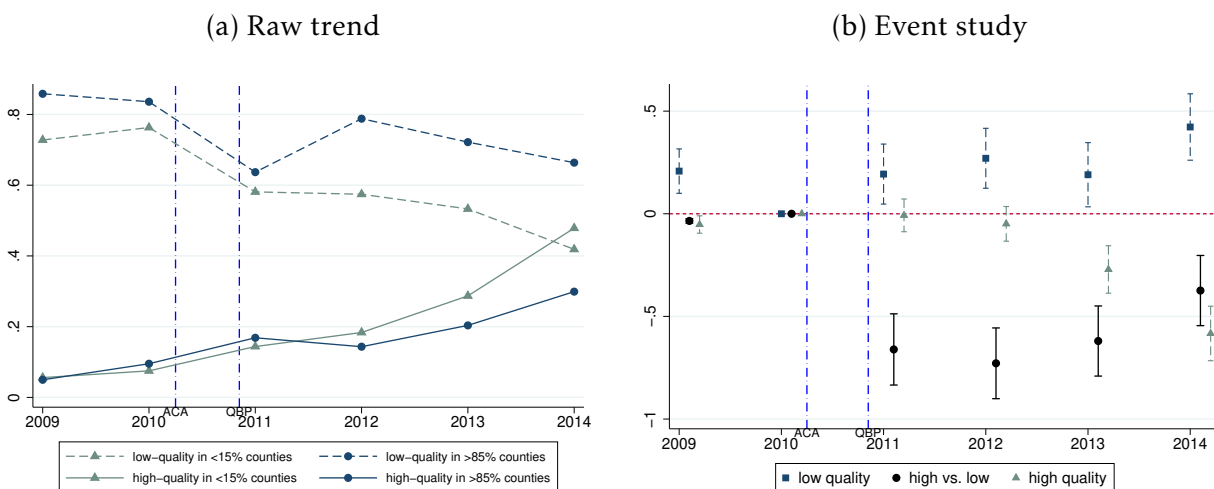 (a) Raw trend
(b) Event study
0 .2 .4 .6 .8
ACA QBP
2009 2010 2011 2012 2013 2014
low−quality in <15% counties low−quality in >85% counties
high−quality in <15% counties high−quality in >85% counties
−1 −.5 0 .5
ACA QBP
2009 2010 2011 2012 2013 2014
low quality high vs. low high quality